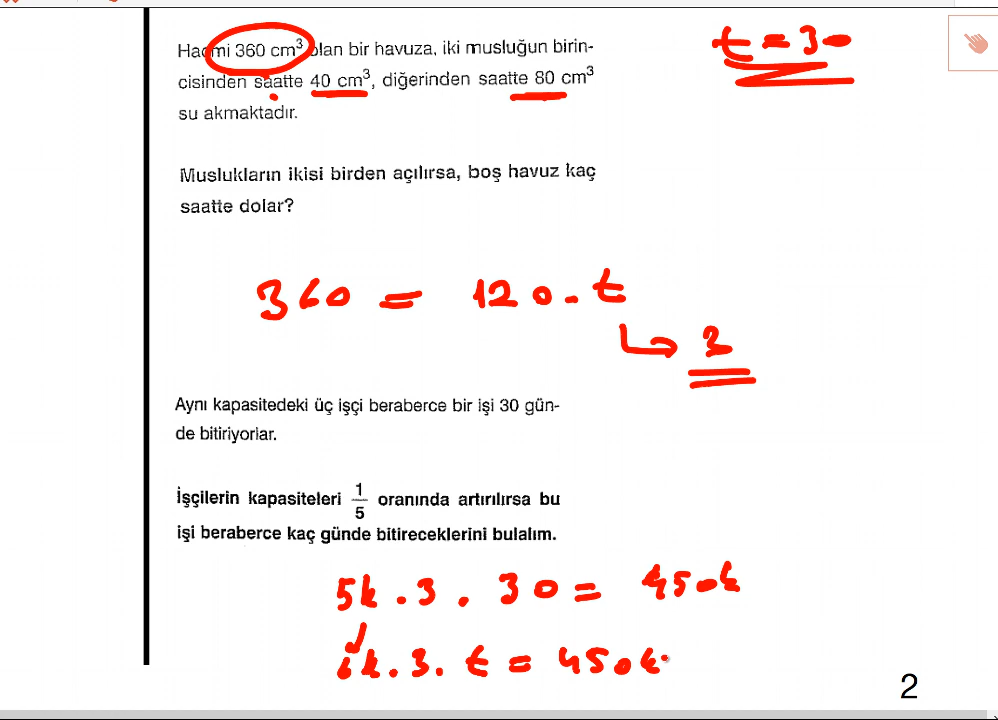 Hacmi 360 cm³ olan bir havuza, iki musluğun birin-
cisinden saatte 40 cm³, diğerinden saatte 80 cm³
su akmaktadır.
t = 30
Muslukların ikisi birden açılırsa, boş havuz kaç
saatte dolar?
360 = 120 . t
3
Aynı kapasitedeki üç işçi beraberce bir işi 30 gün-
de bitiriyorlar.
İşçilerin kapasiteleri 1/5 oranında artırılırsa bu
işi beraberce kaç günde bitireceklerini bulalım.
5k . 3 . 30 = 450k
6k . 3 . t = 450k
2